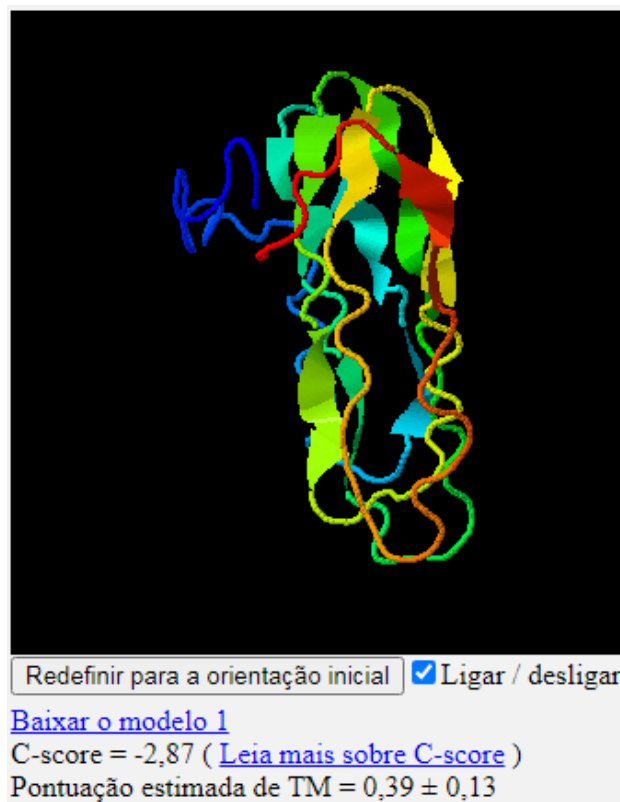 Redefinir para a orientação inicial Ligar / desligar
Baixar o modelo 1
C-score = -2,87 ( Leia mais sobre C-score )
Pontuação estimada de TM = 0,39 ± 0,13